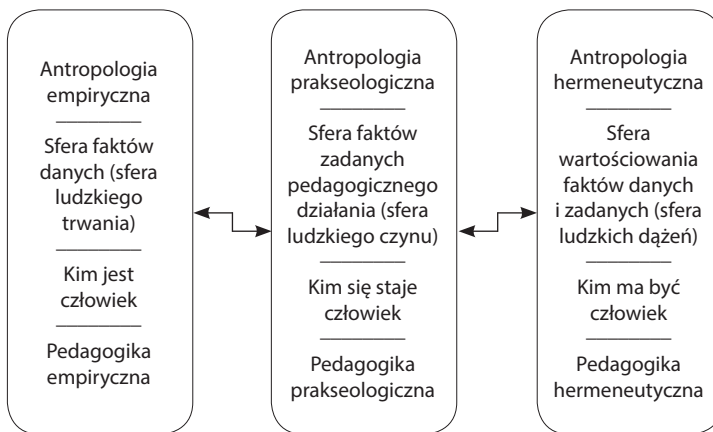 Antropologia
empiryczna
Sfera faktów
danych (sfera
ludzkiego
trwania)
Kim jest
człowiek
Pedagogika
empiryczna
Antropologia
prakseologiczna
Sfera faktów
zadanych
pedagogicznego
działania (sfera
ludzkiego czynu)
Kim się staje
człowiek
Pedagogika
prakseologiczna
Antropologia
hermeneutyczna
Sfera
wartościowania
faktów danych
i zadanych (sfera
ludzkich dążeń)
Kim ma być
człowiek
Pedagogika
hermeneutyczna